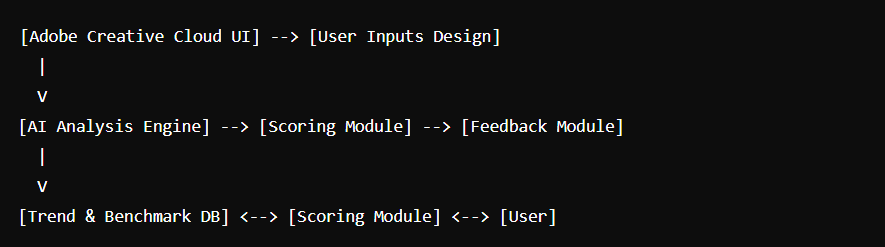 [Adobe Creative Cloud UI] --> [User Inputs Design]
|
v
[AI Analysis Engine] --> [Scoring Module] --> [Feedback Module]
|
v
[Trend & Benchmark DB] <--> [Scoring Module] <--> [User]